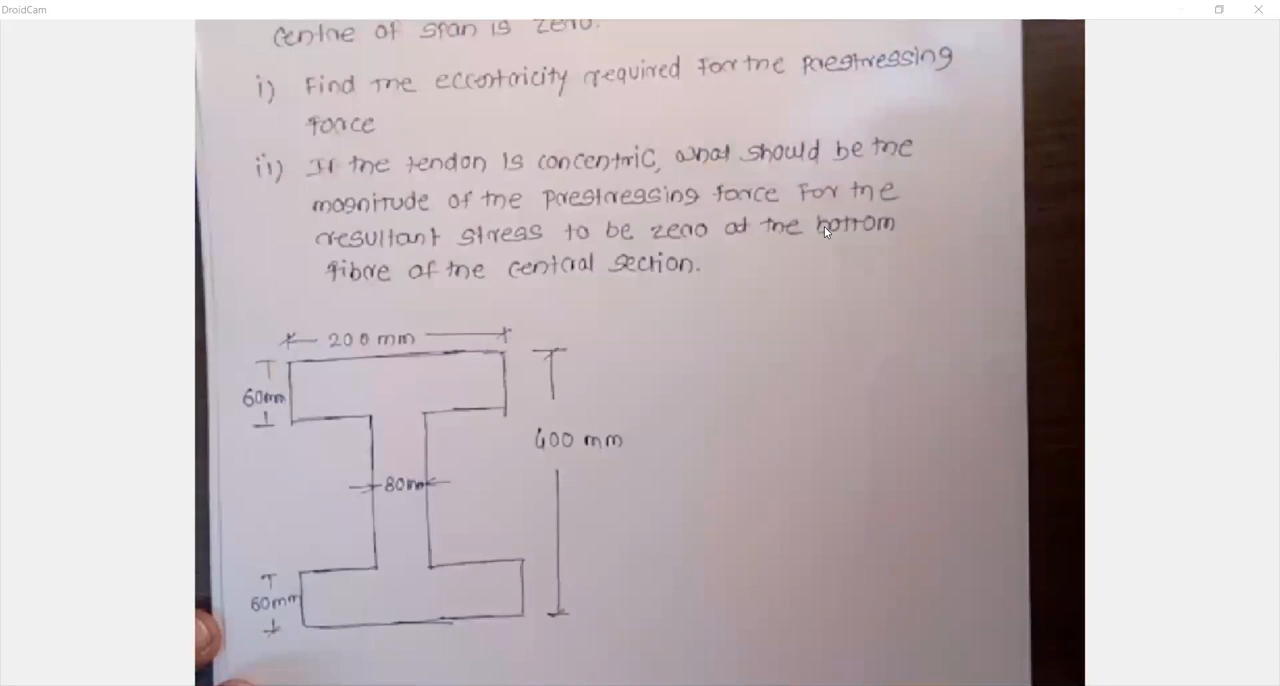 DroidCam
centre of span is zero.
i) Find the eccentricity required for the prestressing
force
ii) If the tendon is concentric, what should be the
magnitude of the prestressing force for the
resultant stress to be zero at the bottom
fibre of the central section.
200 mm
60mm
400 mm
80mm
60mm